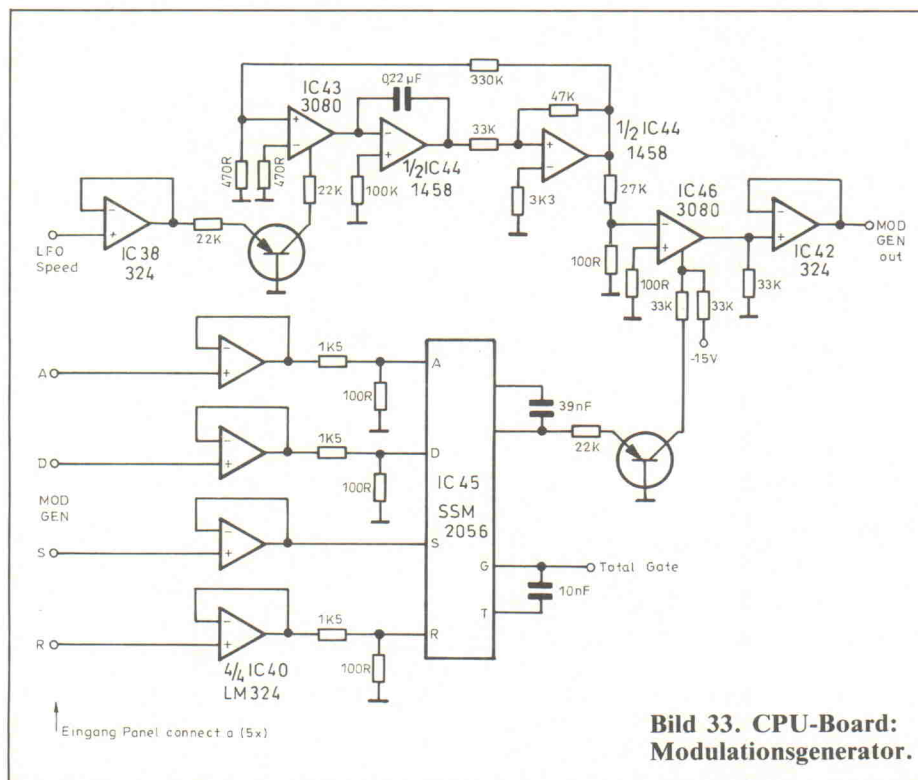 330K
IC43
3080
0,22µF
47K
½ IC44
1458
33K
½IC44
1458
470R
470R
22K
100K
3K3
27K
IC46
3080
LFO
Speed
IC38
324
22K
100R
100R
33K
33K
33K
-15V
IC42
324
MOD
GEN
out
A
1K5
100R
A
D
1K5
100R
D
MOD
GEN
S
S
R
1K5
100R
R
4/4 IC40
LM324
IC45
SSM
2056
39nF
22K
G
Total Gate
10nF
T
Eingang Panel connect a (5x)
Bild 33. CPU-Board:
Modulationsgenerator.